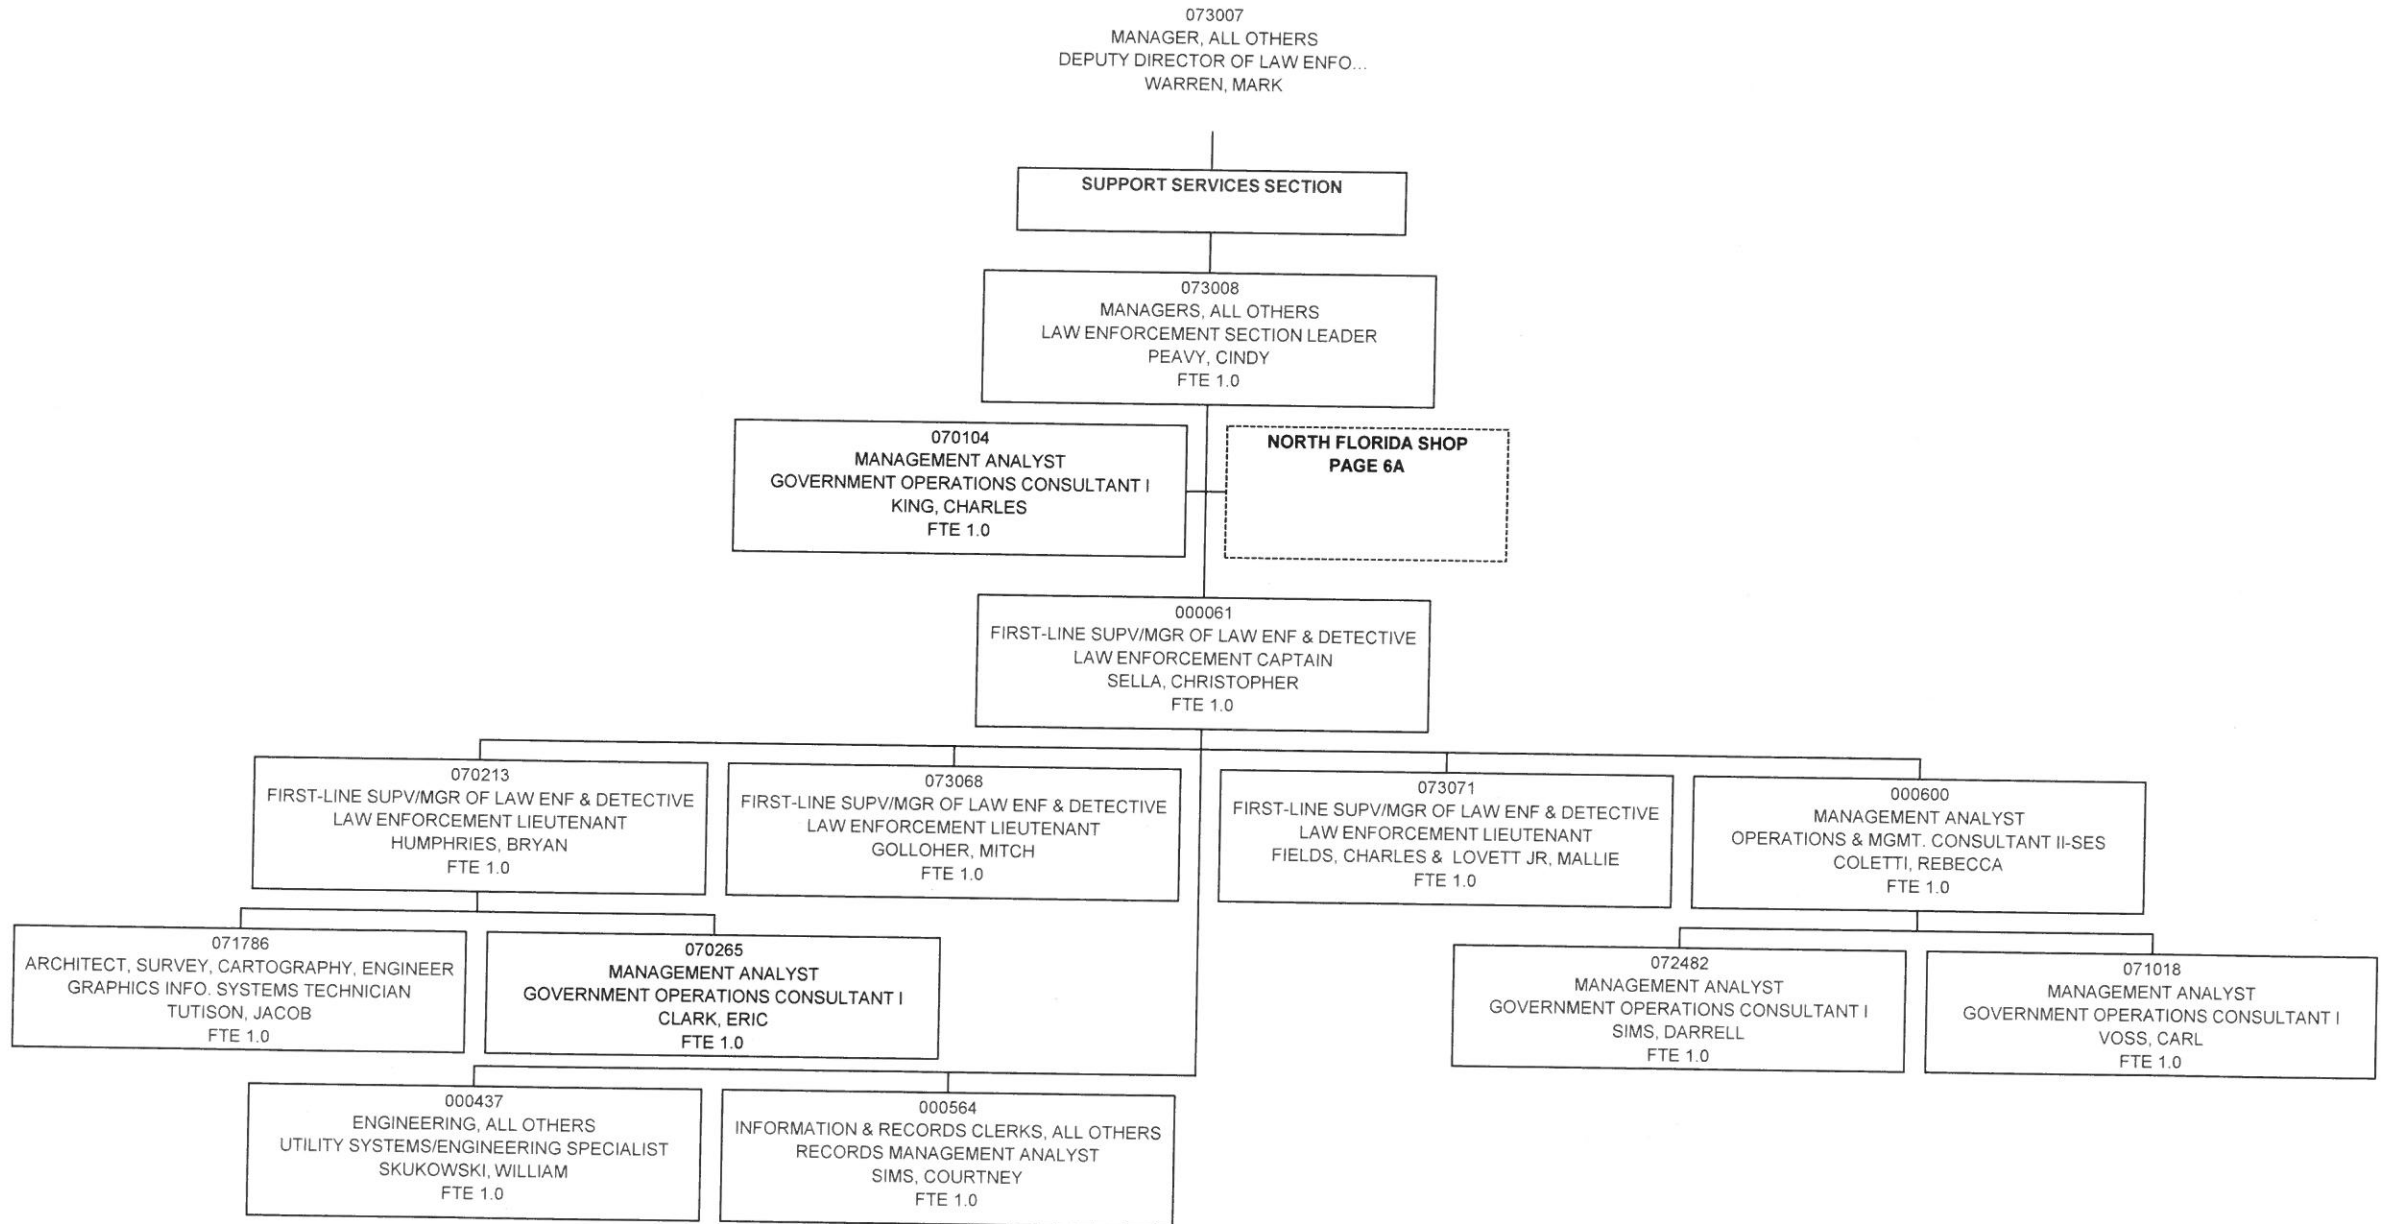 073007
MANAGER, ALL OTHERS
DEPUTY DIRECTOR OF LAW ENFO...
WARREN, MARK
SUPPORT SERVICES SECTION
073008
MANAGERS, ALL OTHERS
LAW ENFORCEMENT SECTION LEADER
PEAVY, CINDY
FTE 1.0
070104
MANAGEMENT ANALYST
GOVERNMENT OPERATIONS CONSULTANT I
KING, CHARLES
FTE 1.0
NORTH FLORIDA SHOP
PAGE 6A
000061
FIRST-LINE SUPV/MGR OF LAW ENF & DETECTIVE
LAW ENFORCEMENT CAPTAIN
SELLA, CHRISTOPHER
FTE 1.0
070213
FIRST-LINE SUPV/MGR OF LAW ENF & DETECTIVE
LAW ENFORCEMENT LIEUTENANT
HUMPHRIES, BRYAN
FTE 1.0
073068
FIRST-LINE SUPV/MGR OF LAW ENF & DETECTIVE
LAW ENFORCEMENT LIEUTENANT
GOLLOHER, MITCH
FTE 1.0
073071
FIRST-LINE SUPV/MGR OF LAW ENF & DETECTIVE
LAW ENFORCEMENT LIEUTENANT
FIELDS, CHARLES & LOVETT JR, MALLIE
FTE 1.0
000600
MANAGEMENT ANALYST
OPERATIONS & MGMT. CONSULTANT II-SES
COLETTI, REBECCA
FTE 1.0
071786
ARCHITECT, SURVEY, CARTOGRAPHY, ENGINEER
GRAPHICS INFO. SYSTEMS TECHNICIAN
TUTISON, JACOB
FTE 1.0
070265
MANAGEMENT ANALYST
GOVERNMENT OPERATIONS CONSULTANT I
CLARK, ERIC
FTE 1.0
072482
MANAGEMENT ANALYST
GOVERNMENT OPERATIONS CONSULTANT I
SIMS, DARRELL
FTE 1.0
071018
MANAGEMENT ANALYST
GOVERNMENT OPERATIONS CONSULTANT I
VOSS, CARL
FTE 1.0
000437
ENGINEERING, ALL OTHERS
UTILITY SYSTEMS/ENGINEERING SPECIALIST
SKUKOWSKI, WILLIAM
FTE 1.0
000564
INFORMATION & RECORDS CLERKS, ALL OTHERS
RECORDS MANAGEMENT ANALYST
SIMS, COURTNEY
FTE 1.0